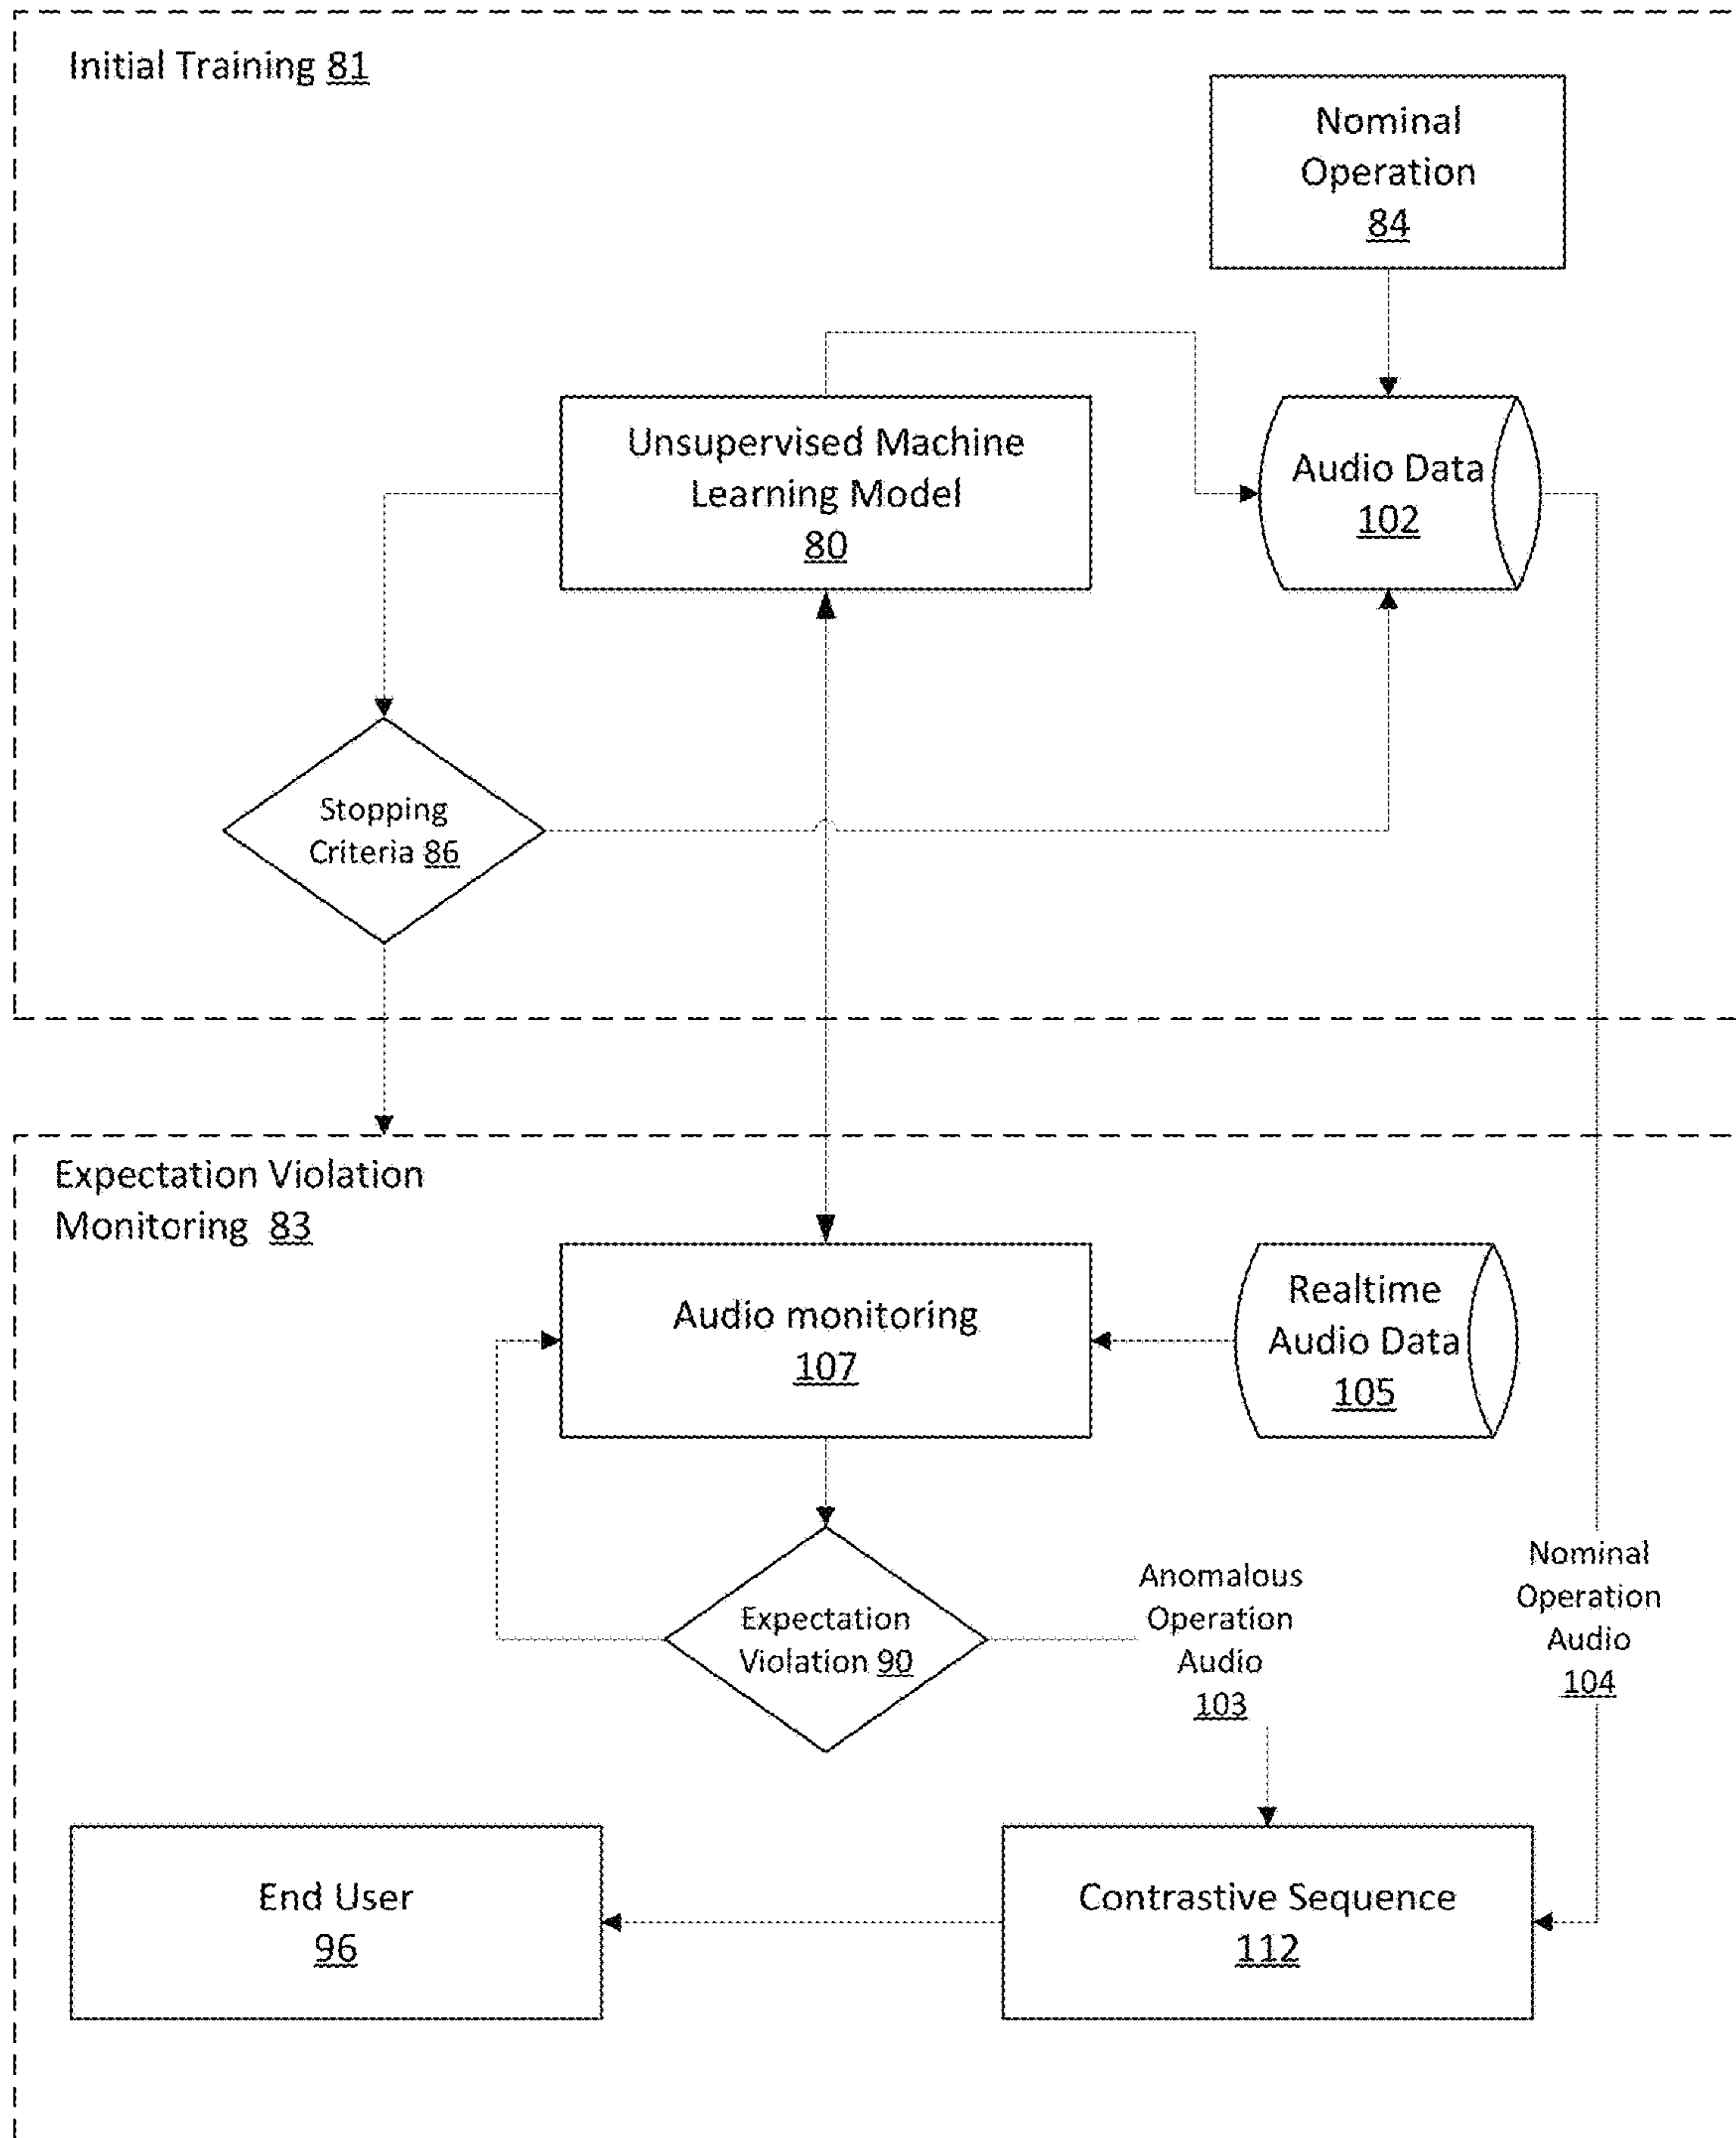 Initial Training 81
Nominal
Operation
84
Unsupervised Machine
Learning Model
80
Audio Data
102
Stopping
Criteria 86
Expectation Violation
Monitoring 83
Audio monitoring
107
Realtime
Audio Data
105
Expectation
Violation 90
Anomalous
Operation
Audio
103
Nominal
Operation
Audio
104
End User
96
Contrastive Sequence
112